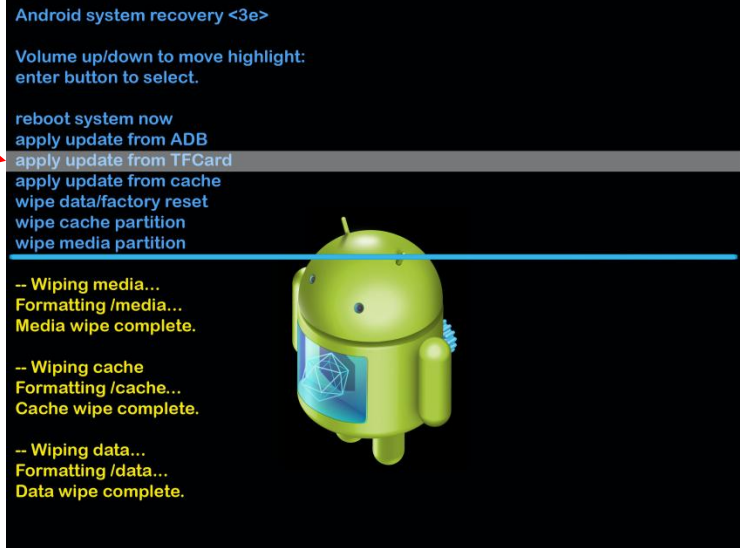 Android system recovery <3e>
Volume up/down to move highlight:
enter button to select.
reboot system now
apply update from ADB
apply update from TFCard
apply update from cache
wipe data/factory reset
wipe cache partition
wipe media partition
-- Wiping media...
Formatting /media...
Media wipe complete.
-- Wiping cache
Formatting /cache...
Cache wipe complete.
-- Wiping data...
Formatting /data...
Data wipe complete.